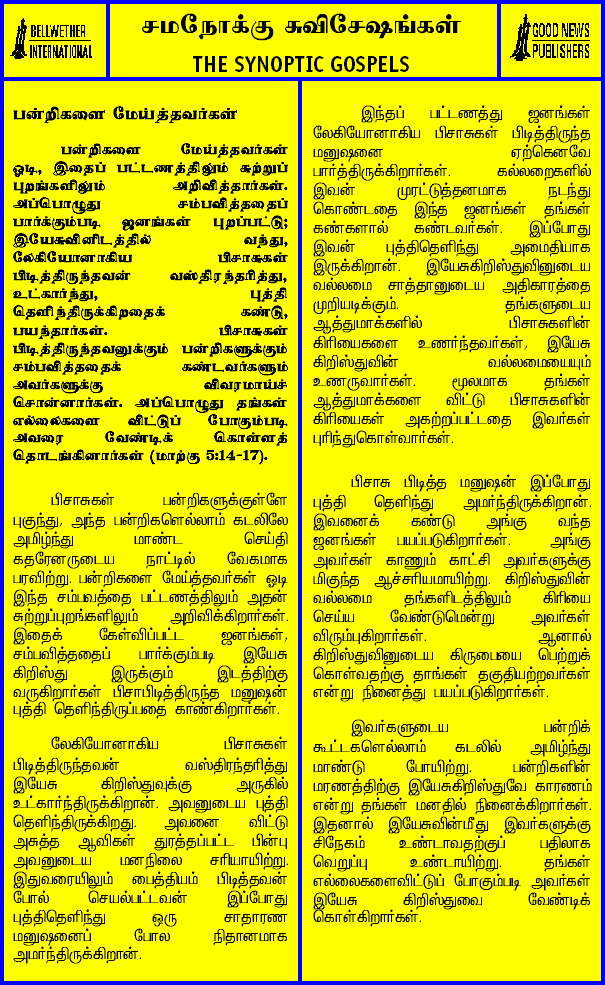 BELLWETHER
INTERNATIONAL
சமநோக்கு சுவிசேஷங்கள்
THE SYNOPTIC GOSPELS
GOOD NEWS
PUBLISHERS
பன்றிகளை மேய்த்தவர்கள்
பன்றிகளை மேய்த்தவர்கள்
ஓடி, இதைப் பட்டணத்திலும் சுற்றுப்
புறங்களிலும் அறிவித்தார்கள்.
அப்பொழுது சம்பவித்ததைப்
பார்க்கும்படி ஜனங்கள் புறப்பட்டு;
இயேசுவினிடத்தில் வந்து,
லேகியோனாகிய பிசாசுகள்
பிடித்திருந்தவன் வஸ்திரந்தரித்து,
உட்கார்ந்து, புத்தி
தெளிந்திருக்கிறதைக் கண்டு,
பயந்தார்கள். பிசாசுகள்
பிடித்திருந்தவனுக்கும் பன்றிகளுக்கும்
சம்பவித்ததைக் கண்டவர்களும்
அவர்களுக்கு விவரமாய்ச்
சொன்னார்கள். அப்பொழுது தங்கள்
எல்லைகளை விட்டுப் போகும்படி
அவரை வேண்டிக் கொள்ளத்
தொடங்கினார்கள் (மாற்கு 5:14-17).
பிசாசுகள் பன்றிகளுக்குள்ளே
புகுந்து, அந்த பன்றிகளெல்லாம் கடலிலே
அமிழ்ந்து மாண்ட செய்தி
கதரேனருடைய நாட்டில் வேகமாக
பரவிற்று. பன்றிகளை மேய்த்தவர்கள் ஓடி
இந்த சம்பவத்தை பட்டணத்திலும் அதன்
சுற்றுப்புறங்களிலும் அறிவிக்கிறார்கள்.
இதைக் கேள்விப்பட்ட ஜனங்கள்,
சம்பவித்ததைப் பார்க்கும்படி இயேசு
கிறிஸ்து இருக்கும் இடத்திற்கு
வருகிறார்கள் பிசாபிடித்திருந்த மனுஷன்
புத்தி தெளிந்திருப்பதை காண்கிறார்கள்.
லேகியோனாகிய பிசாசுகள்
பிடித்திருந்தவன் வஸ்திரந்தரித்து
இயேசு கிறிஸ்துவுக்கு அருகில்
உட்கார்ந்திருக்கிறான். அவனுடைய புத்தி
தெளிந்திருக்கிறது. அவனை விட்டு
அசுத்த ஆவிகள் துரத்தப்பட்ட பின்பு
அவனுடைய மனநிலை சரியாயிற்று.
இதுவரையிலும் பைத்தியம் பிடித்தவன்
போல் செயல்பட்டவன் இப்போது
புத்திதெளிந்து ஒரு சாதாரண
மனுஷனைப் போல நிதானமாக
அமர்ந்திருக்கிறான்.
இந்தப் பட்டணத்து ஜனங்கள்
லேகியோனாகிய பிசாசுகள் பிடித்திருந்த
மனுஷனை ஏற்கெனவே
பார்த்திருக்கிறார்கள். கல்லறைகளில்
இவன் முரட்டுத்தனமாக நடந்து
கொண்டதை இந்த ஜனங்கள் தங்கள்
கண்களால் கண்டவர்கள். இப்போது
இவன் புத்திதெளிந்து அமைதியாக
இருக்கிறான். இயேசுகிறிஸ்துவினுடைய
வல்லமை சாத்தானுடைய அதிகாரத்தை
முறியடிக்கும். தங்களுடைய
ஆத்துமாக்களில் பிசாசுகளின்
கிரியைகளை உணர்ந்தவர்கள், இயேசு
கிறிஸ்துவின் வல்லமையையும்
உணருவார்கள். மூலமாக தங்கள்
ஆத்துமாக்களை விட்டு பிசாசுகளின்
கிரியைகள் அகற்றப்பட்டதை இவர்கள்
புரிந்துகொள்வார்கள்.
பிசாசு பிடித்த மனுஷன் இப்போது
புத்தி தெளிந்து அமர்ந்திருக்கிறான்.
இவனைக் கண்டு அங்கு வந்த
ஜனங்கள் பயப்படுகிறார்கள். அங்கு
அவர்கள் காணும் காட்சி அவர்களுக்கு
மிகுந்த ஆச்சரியமாயிற்று. கிறிஸ்துவின்
வல்லமை தங்களிடத்திலும் கிரியை
செய்ய வேண்டுமென்று அவர்கள்
விரும்புகிறார்கள். ஆனால்
கிறிஸ்துவினுடைய கிருபையை பெற்றுக்
கொள்வதற்கு தாங்கள் தகுதியற்றவர்கள்
என்று நினைத்து பயப்படுகிறார்கள்.
இவர்களுடைய பன்றிக்
கூட்டகளெல்லாம் கடலில் அமிழ்ந்து
மாண்டு போயிற்று. பன்றிகளின்
மரணத்திற்கு இயேசுகிறிஸ்துவே காரணம்
என்று தங்கள் மனதில் நினைக்கிறார்கள்.
இதனால் இயேசுவின்மீது இவர்களுக்கு
சிநேகம் உண்டாவதற்குப் பதிலாக
வெறுப்பு உண்டாயிற்று. தங்கள்
எல்லைகளைவிட்டுப் போகும்படி அவர்கள்
இயேசு கிறிஸ்துவை வேண்டிக்
கொள்கிறார்கள்.